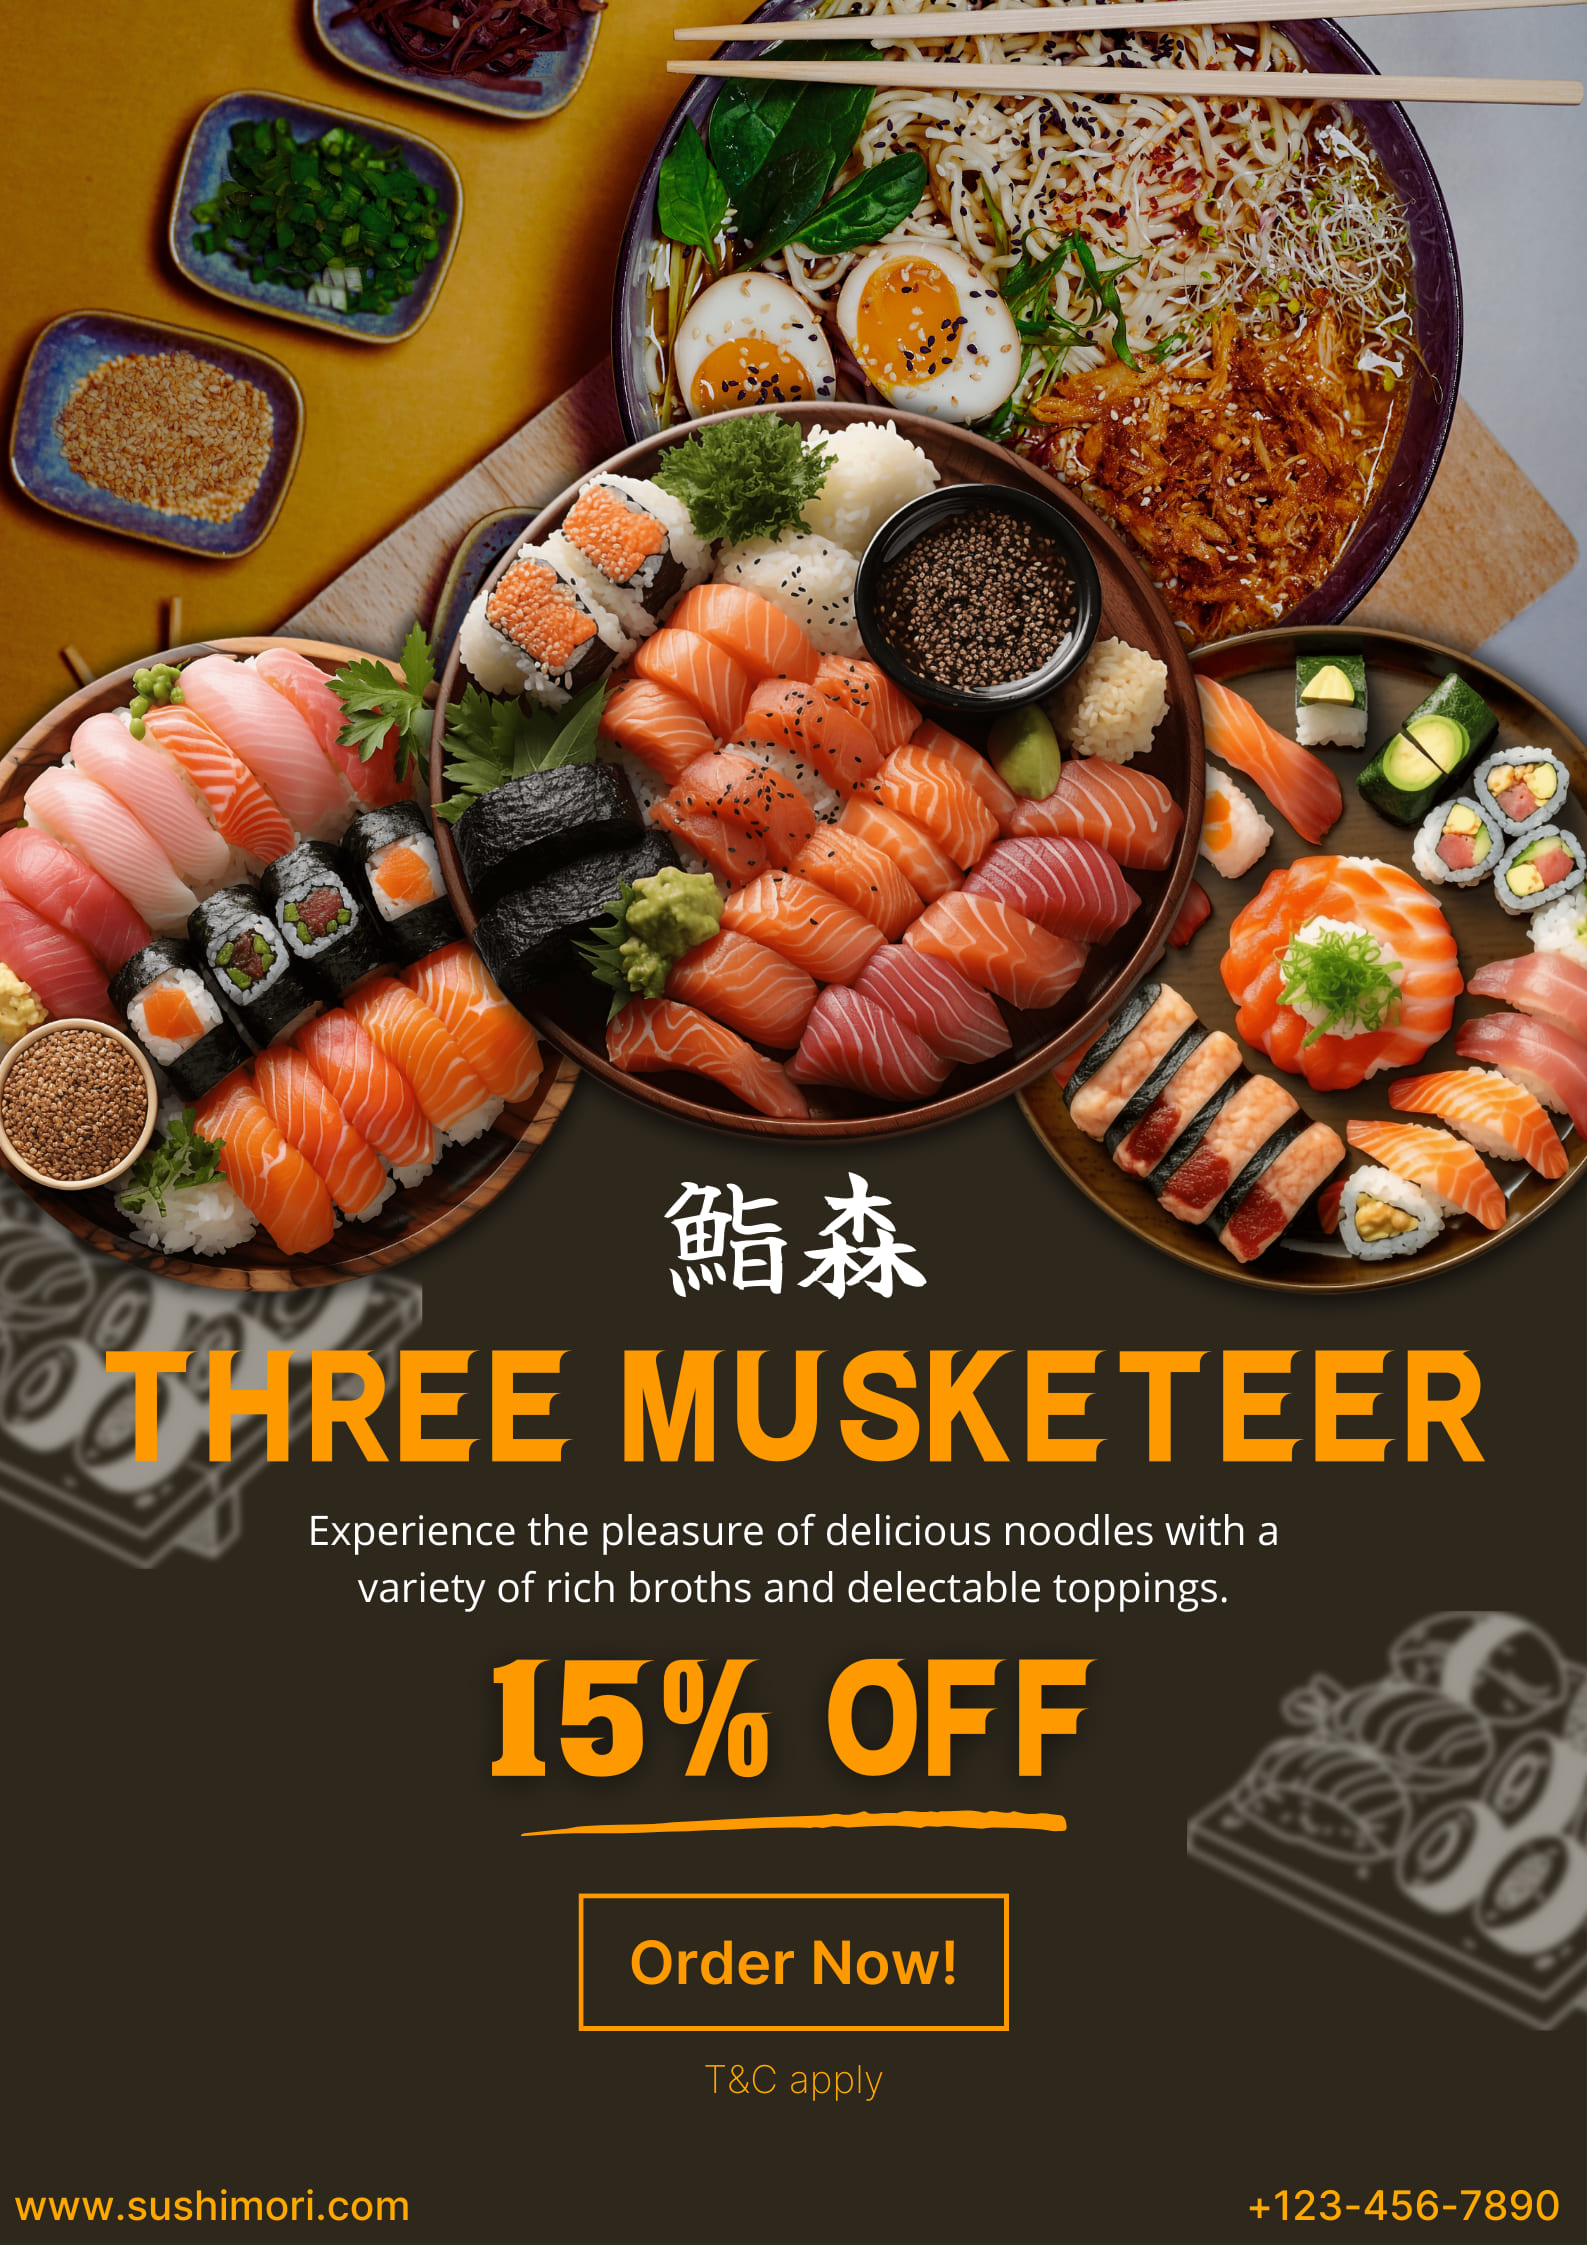 鮨森
THREE MUSKETEER
Experience the pleasure of delicious noodles with a
variety of rich broths and delectable toppings.
15% OFF
Order Now!
T&C apply
www.sushimori.com
+123-456-7890